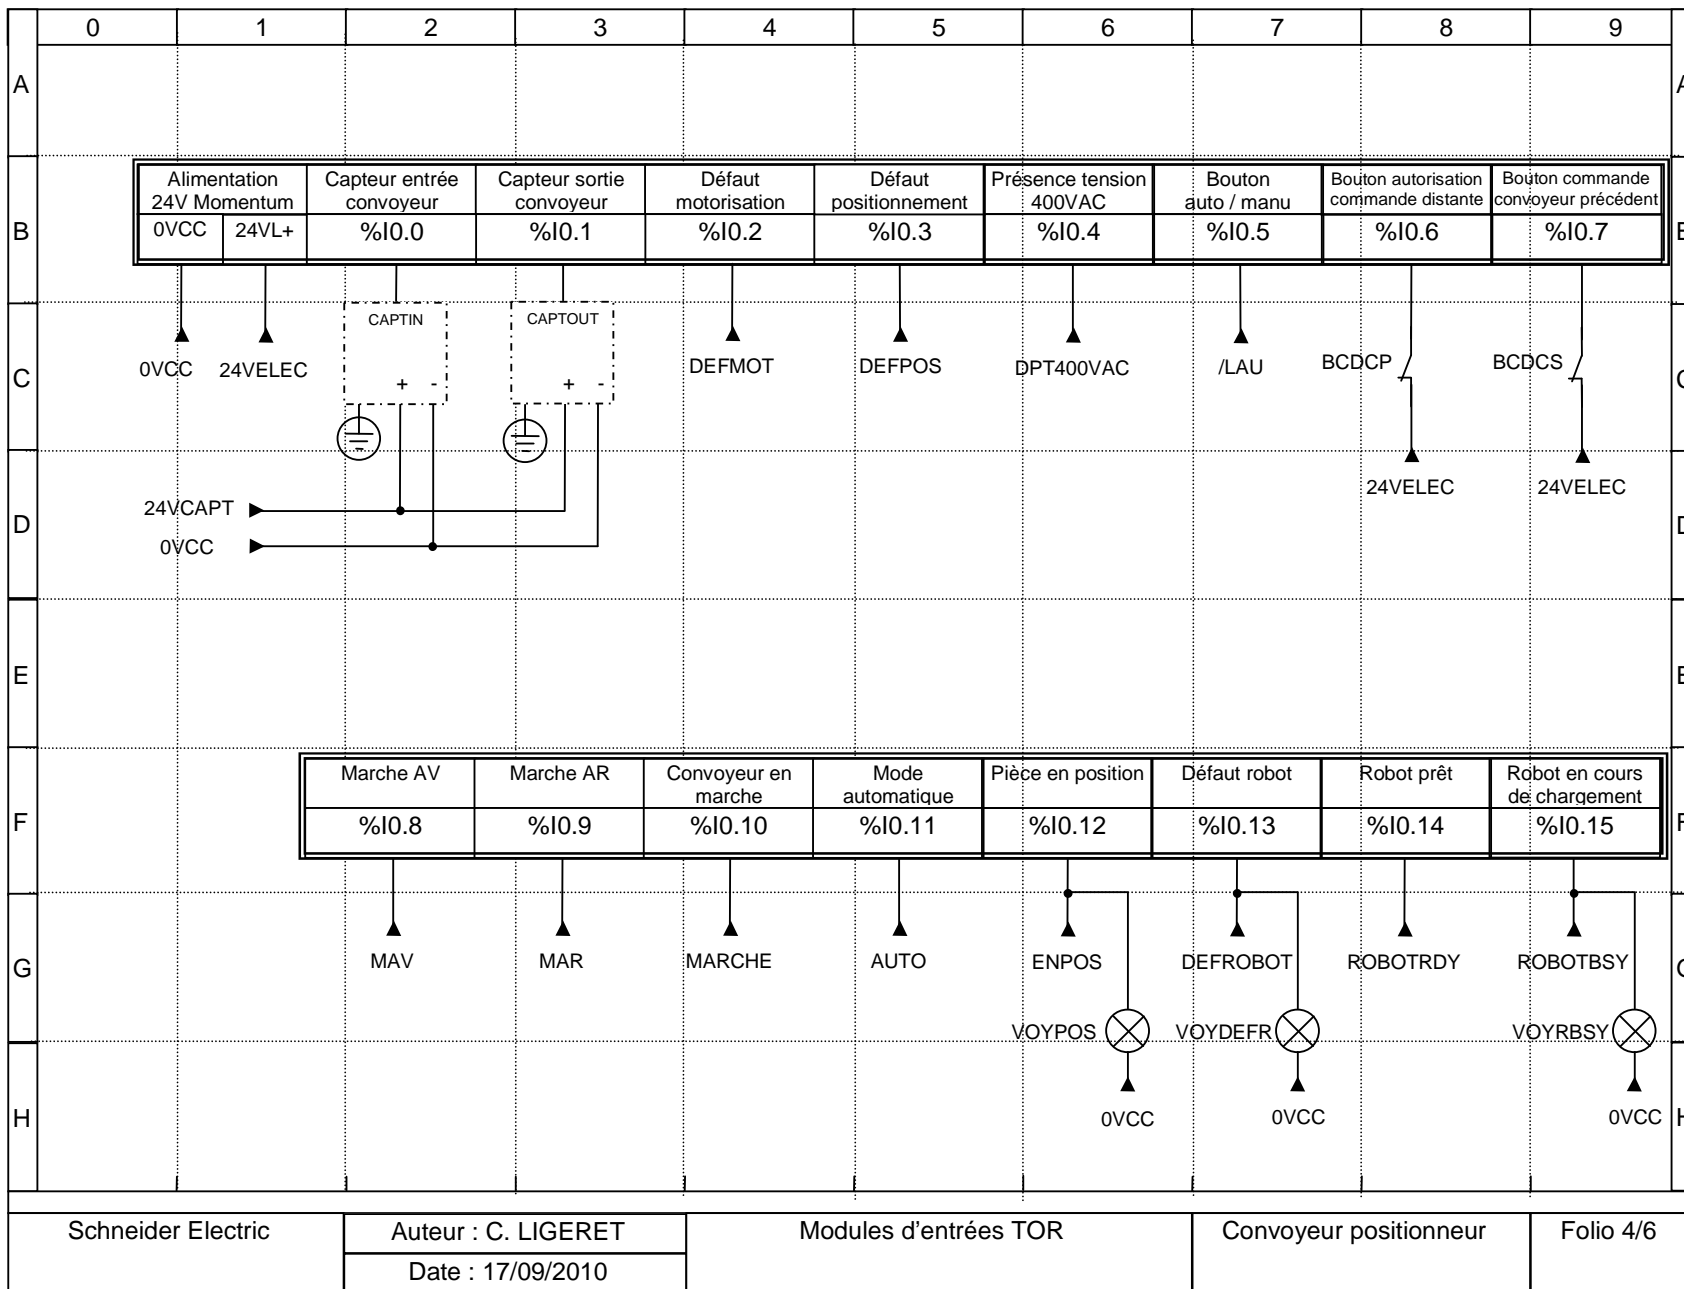 0 1 2 3 4 5 6 7 8 9
A A
Alimentation Capteur entrée Capteur sortie Défaut Défaut Présence tension Bouton Bouton autorisation Bouton commande
24V Momentum convoyeur convoyeur motorisation positionnement 400VAC auto / manu commande distante convoyeur précédent
B 0VCC 24VL+ %I0.0 %I0.1 %I0.2 %I0.3 %I0.4 %I0.5 %I0.6 %I0.7
CAPTIN CAPTOUT
0VCC 24VELEC DEFMOT DEFPOS DPT400VAC /LAU BCDCP BCDCS
C + - + -
24VELEC 24VELEC
24VCAPT
D
0VCC
E
Marche AV Marche AR Convoyeur en Mode Pièce en position Défaut robot Robot prêt Robot en cours
marche automatique de chargement
F %I0.8 %I0.9 %I0.10 %I0.11 %I0.12 %I0.13 %I0.14 %I0.15
G MAV MAR MARCHE AUTO ENPOS DEFROBOT ROBOTRDY ROBOTBSY
VOYPOS VOYDEFR VOYRBSY
H 0VCC 0VCC 0VCC
Schneider Electric Auteur : C. LIGERET Modules d'entrées TOR Convoyeur positionneur Folio 4/6
Date : 17/09/2010